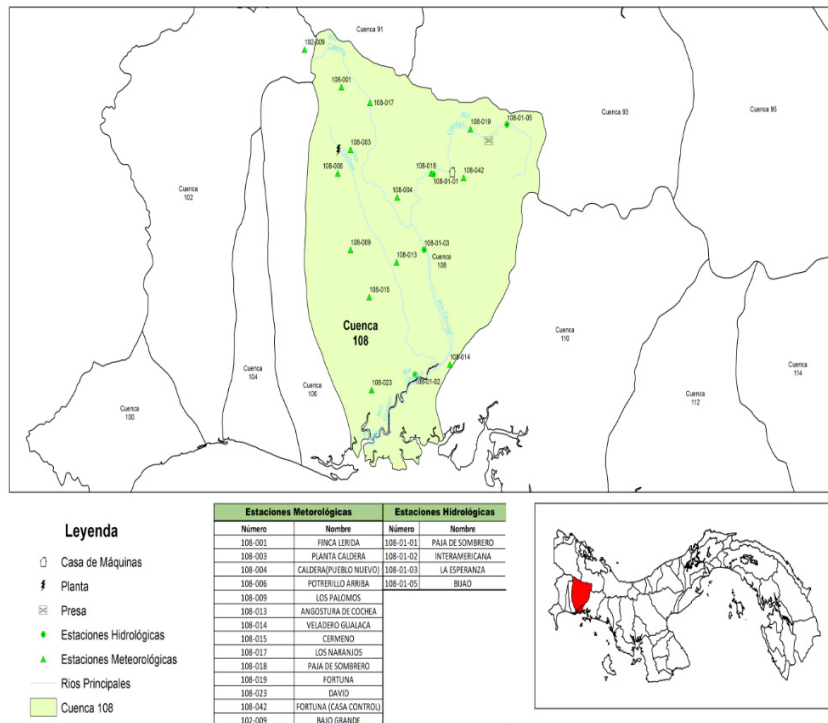 Cuenca 91
102-009
108-001
108-017
108-01-05
108-019
Cuenca 93
Cuenca 95
108-003
108-006
108-018
108-01-01
108-042
Cuenca
102
108-004
108-009
108-01-03
108-013
Cuenca
108
108-015
Cuenca
108
Cuenca
110
108-014
Cuenca
104
Cuenca
106
108-023
108-01-02
Cuenca
100
Cuenca
112
Cuenca
114
Leyenda
Casa de Máquinas
Planta
Presa
Estaciones Hidrológicas
Estaciones Meteorológicas
Rios Principales
Cuenca 108
Estaciones Metorológicas Estaciones Hidrológicas
Número Nombre Número Nombre
108-001 FINCA LERIDA 108-01-01 PAJA DE SOMBRERO
108-003 PLANTA CALDERA 108-01-02 INTERAMERICANA
108-004 CALDERA(PUEBLO NUEVO) 108-01-03 LA ESPERANZA
108-006 POTRERILLO ARRIBA 108-01-05 BIJAO
108-009 LOS PALOMOS
108-013 ANGOSTURA DE COCHEA
108-014 VELADERO GUALACA
108-015 CERMENO
108-017 LOS NARANJOS
108-018 PAJA DE SOMBRERO
108-019 FORTUNA
108-023 DAVID
108-042 FORTUNA (CASA CONTROL)
102-009 BAJO GRANDE